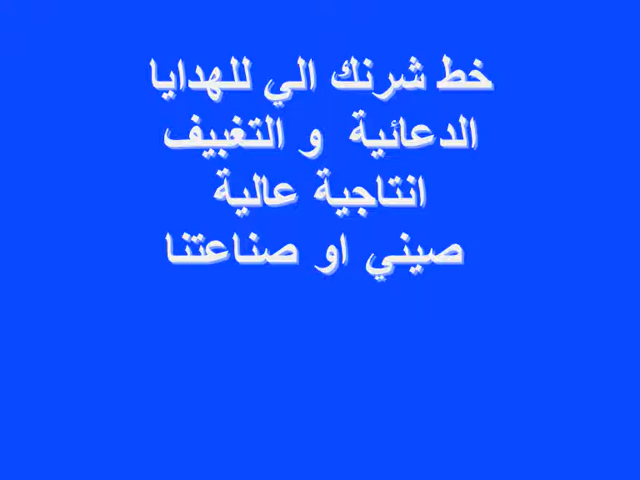 خط شرنك الي للهدايا
الدعائية و التغبيف
انتاجية عالية
صيني او صناعتنا